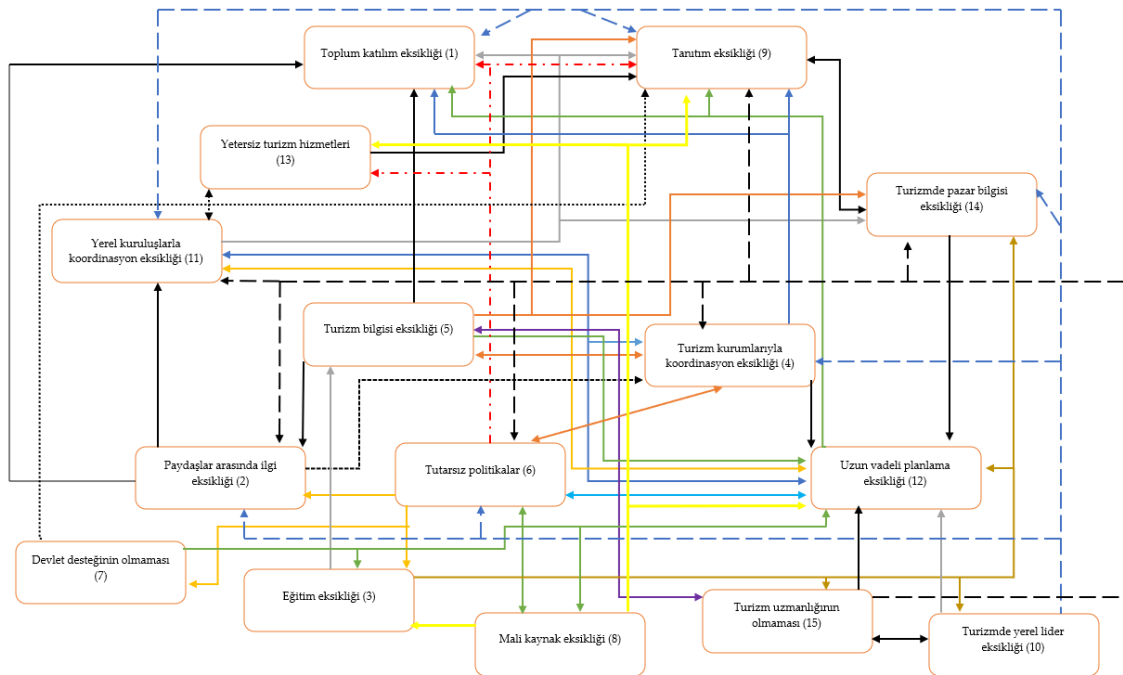 Toplum katılım eksikliği (1)
Tanıtım eksikliği (9)
Yetersiz turizm hizmetleri
(13)
Turizmde pazar bilgisi
eksikliği (14)
Yerel kuruluşlarla
koordinasyon eksikliği (11)
Turizm bilgisi eksikliği (5)
Turizm kurumlarıyla
koordinasyon eksikliği (4)
Paydaşlar arasında ilgi
eksikliği (2)
Tutarsız politikalar (6)
Uzun vadeli planlama
eksikliği (12)
Devlet desteğinin olmaması
(7)
Eğitim eksikliği (3)
Mali kaynak eksikliği (8)
Turizm uzmanlığının
olmaması (15)
Turizmde yerel lider
eksikliği (10)